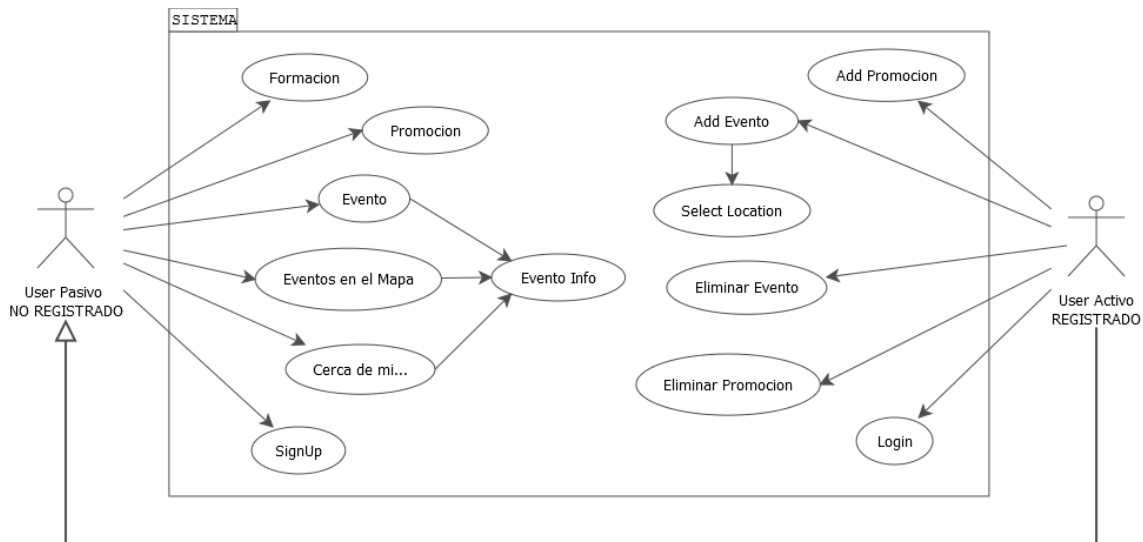 SISTEMA
Formacion
Add Promocion
Promocion
Add Evento
Evento
Select Location
Eventos en el Mapa
Evento Info
Eliminar Evento
User Pasivo
NO REGISTRADO
User Activo
REGISTRADO
Cerca de mi...
Eliminar Promocion
SignUp
Login